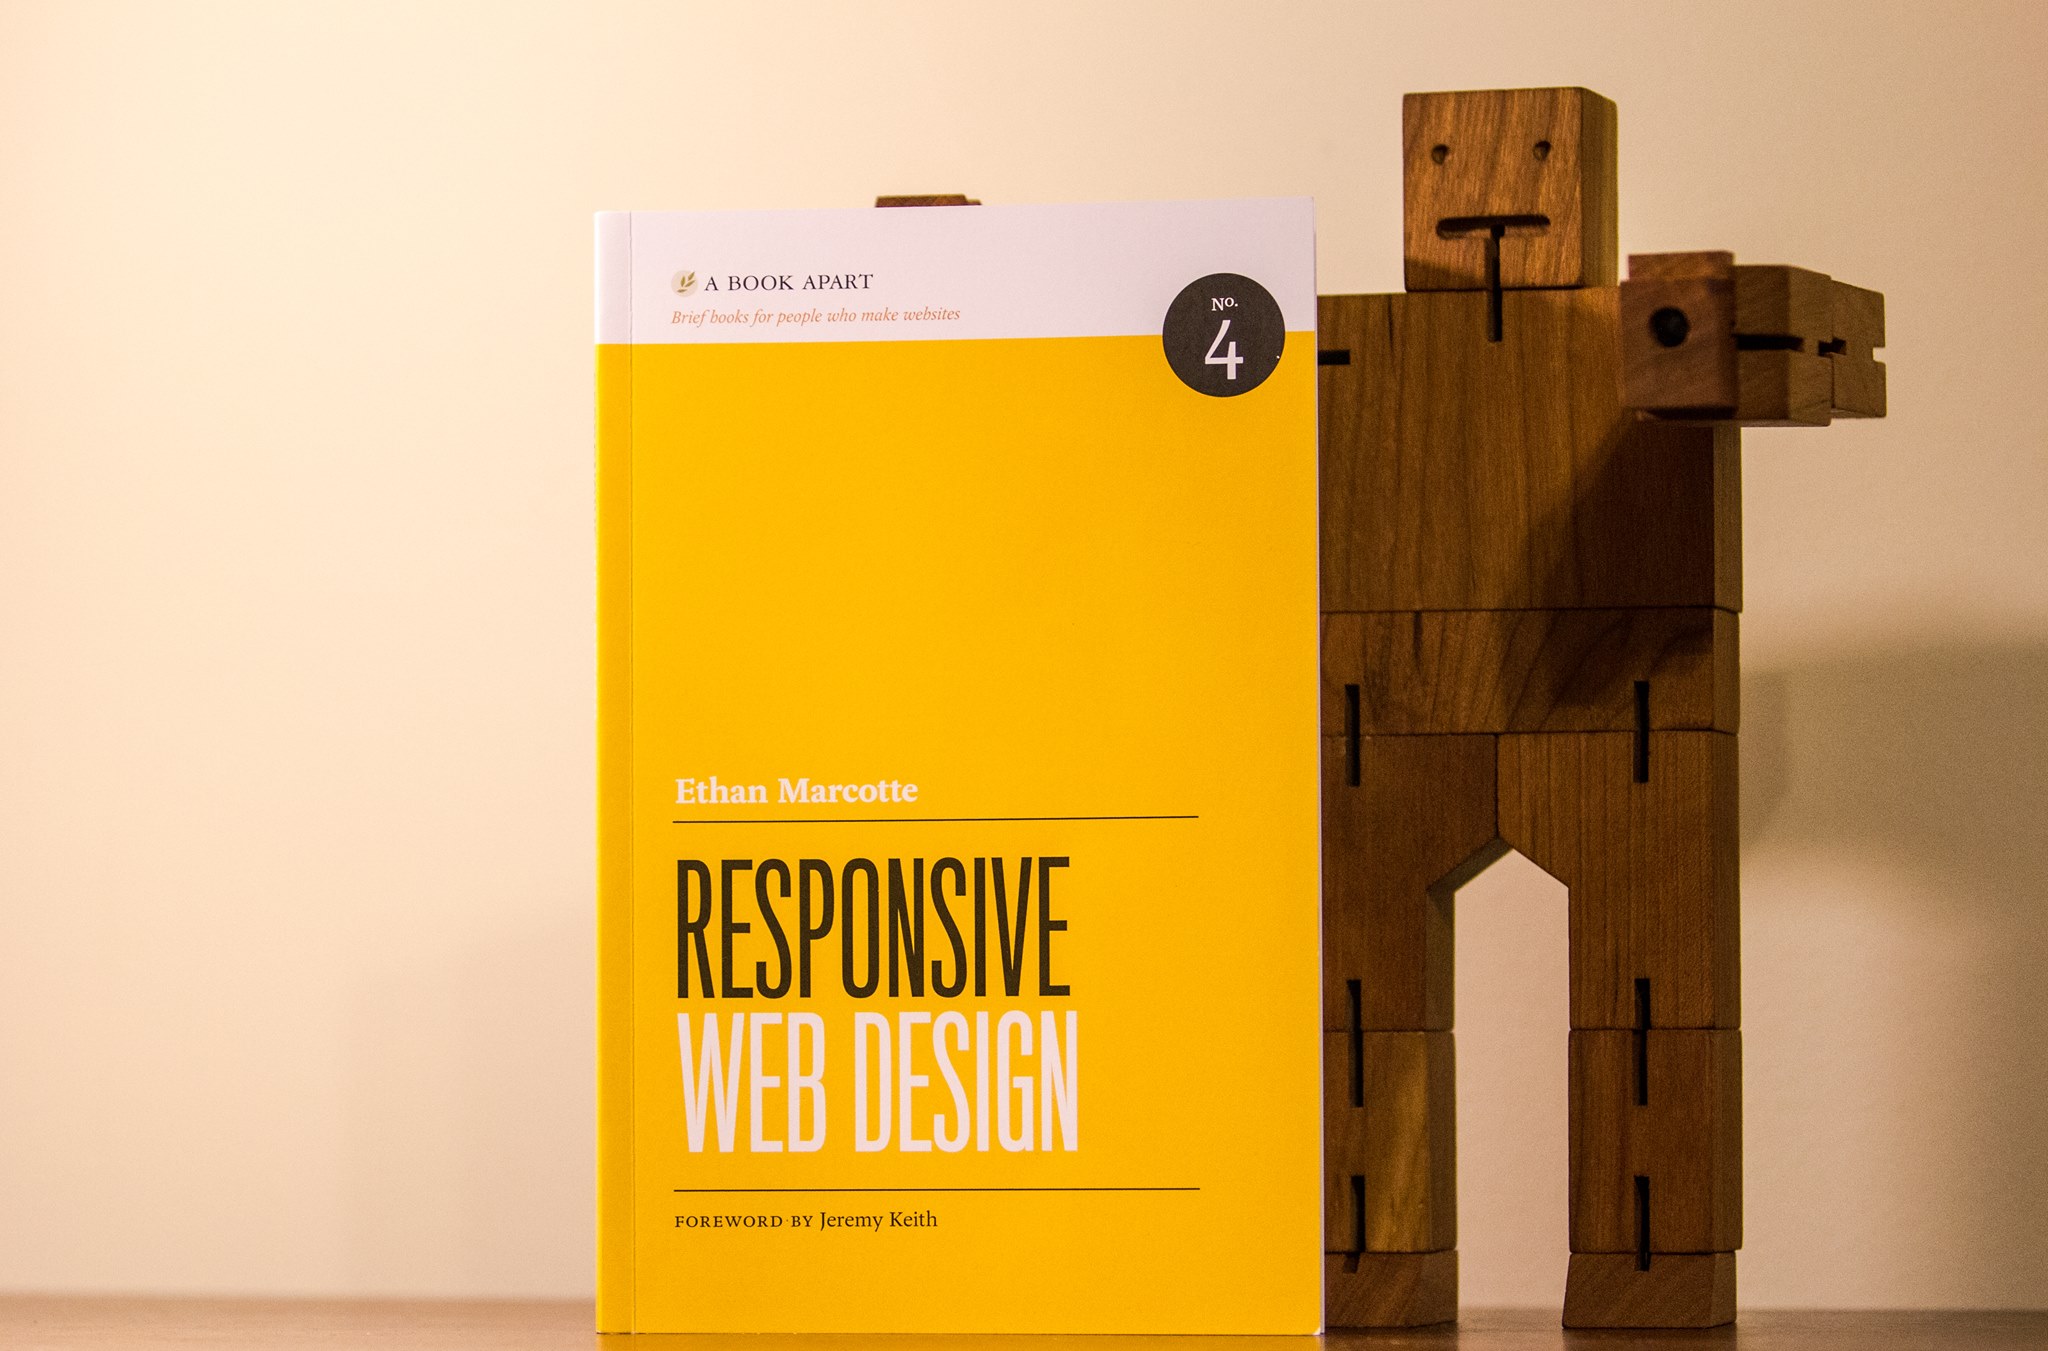 A BOOK APART
Brief books for people who make websites
No.
4
Ethan Marcotte
RESPONSIVE
WEB DESIGN
FOREWORD BY Jeremy Keith